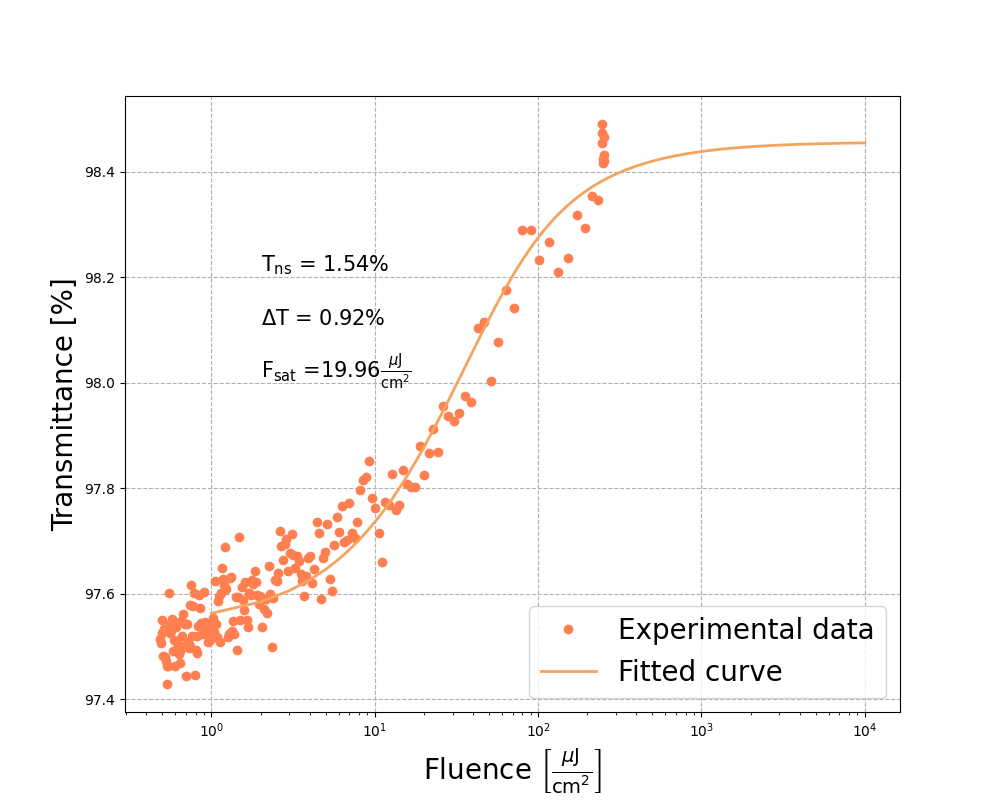 98.4
98.2
98.0
97.8
97.6
97.4
Transmittance [%]
T_ns = 1.54%
ΔT = 0.92%
F_sat =19.96 μJ/cm²
Experimental data
Fitted curve
10⁰ 10¹ 10² 10³ 10⁴
Fluence [μJ/cm²]